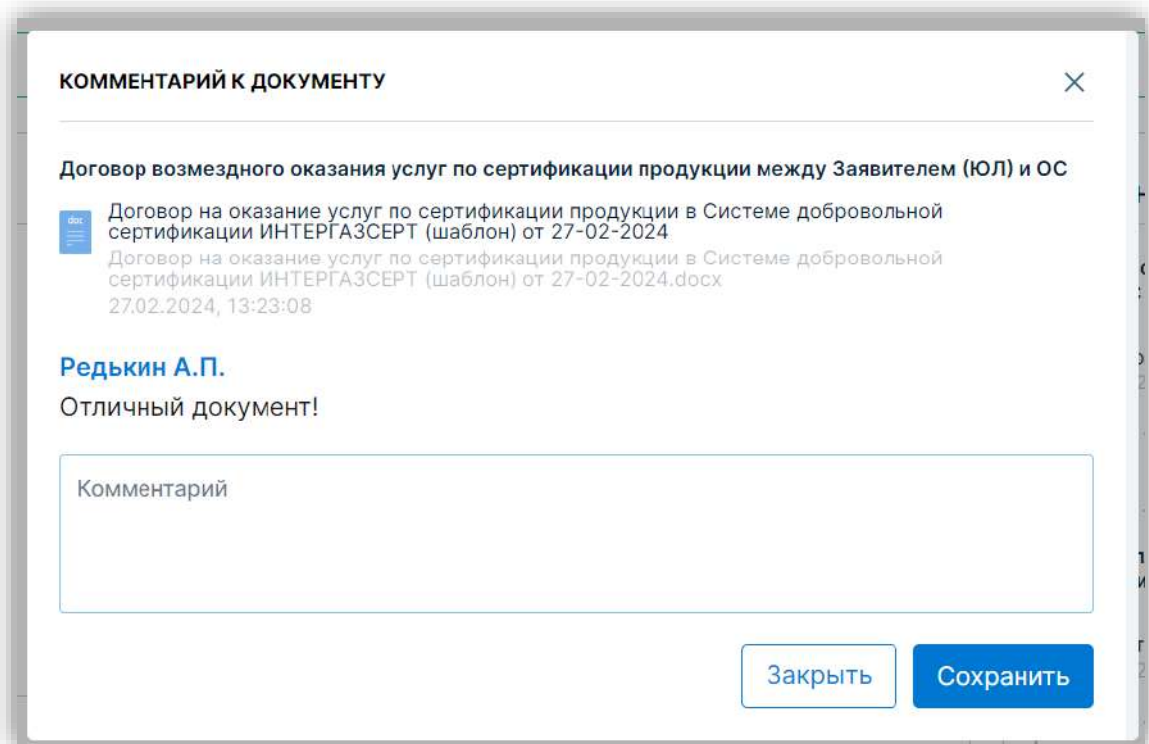 КОММЕНТАРИЙ К ДОКУМЕНТУ
Договор возмездного оказания услуг по сертификации продукции между Заявителем (ЮЛ) и ОС
doc
Договор на оказание услуг по сертификации продукции в Системе добровольной
сертификации ИНТЕРГАЗСЕРТ (шаблон) от 27-02-2024
Договор на оказание услуг по сертификации продукции в Системе добровольной
сертификации ИНТЕРГАЗСЕРТ (шаблон) от 27-02-2024.docx
27.02.2024, 13:23:08
Редькин А.П.
Отличный документ!
Комментарий
Закрыть
Сохранить